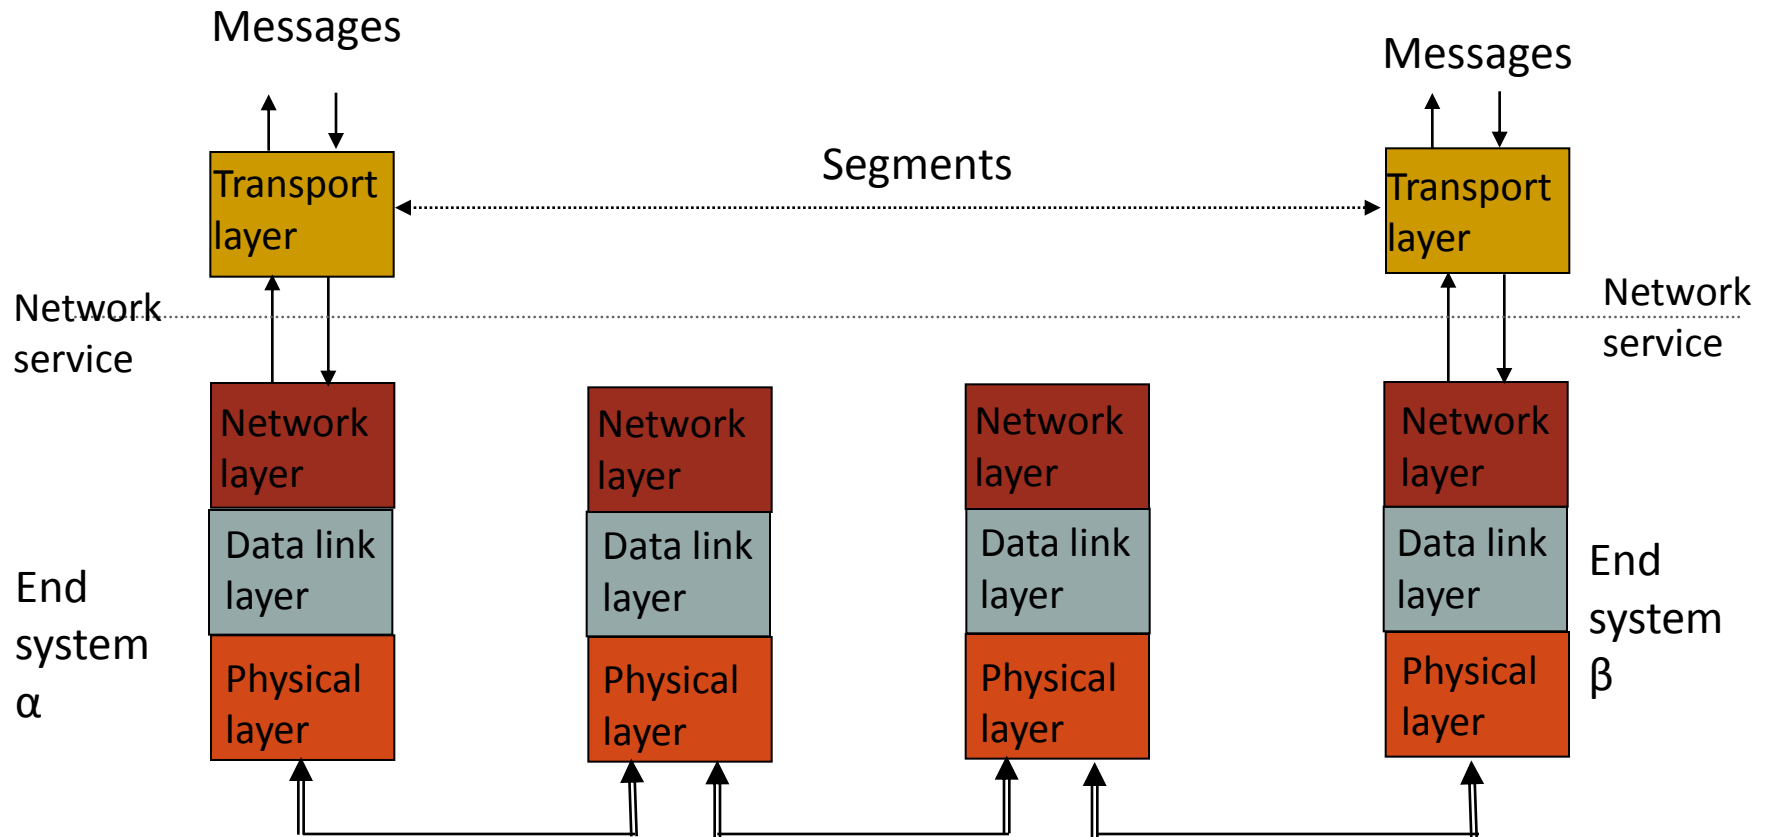 Messages
Messages
Segments
Transport
layer
Transport
layer
Network
service
Network
service
Network
layer
Network
layer
Network
layer
Network
layer
Data link
layer
Data link
layer
Data link
layer
Data link
layer
End
system
α
End
system
β
Physical
layer
Physical
layer
Physical
layer
Physical
layer